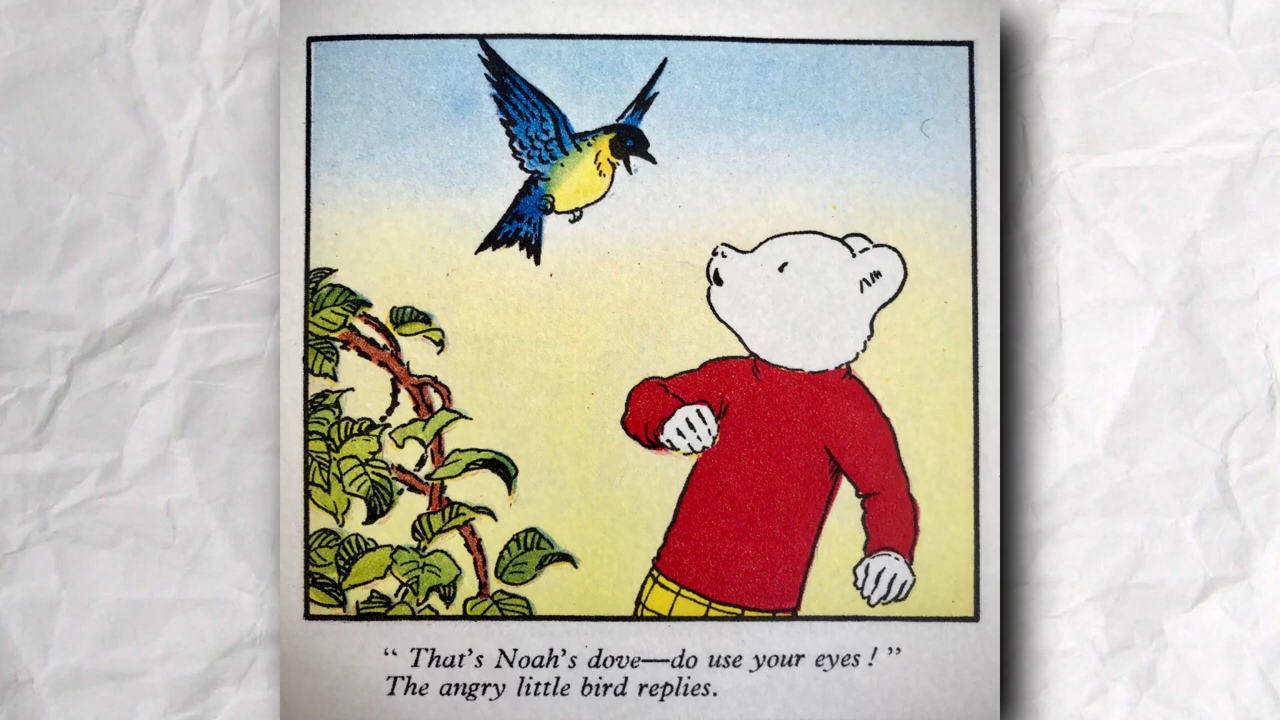 “ That's Noah's dove—do use your eyes ! ”
The angry little bird replies.